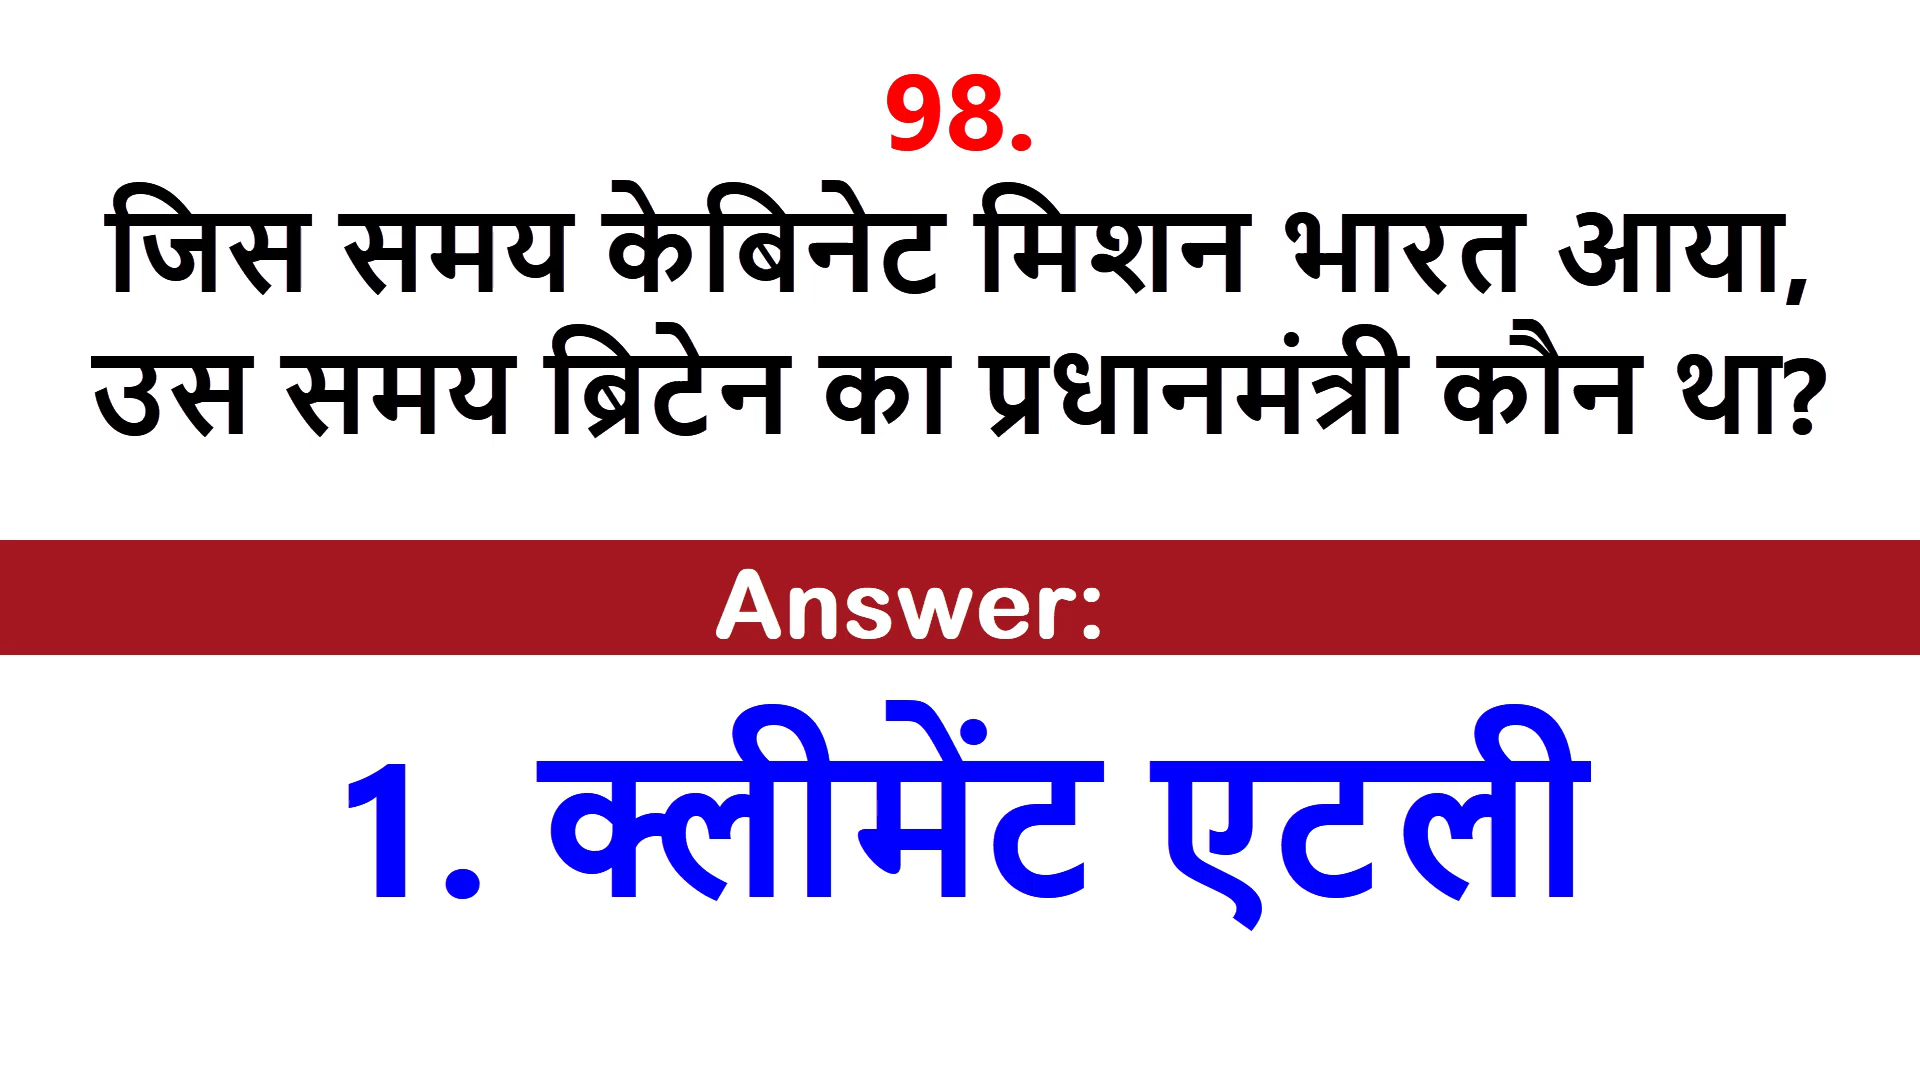 98.
जिस समय केबिनेट मिशन भारत आया,
उस समय ब्रिटेन का प्रधानमंत्री कौन था?
Answer:
1. क्लीमेंट एटली